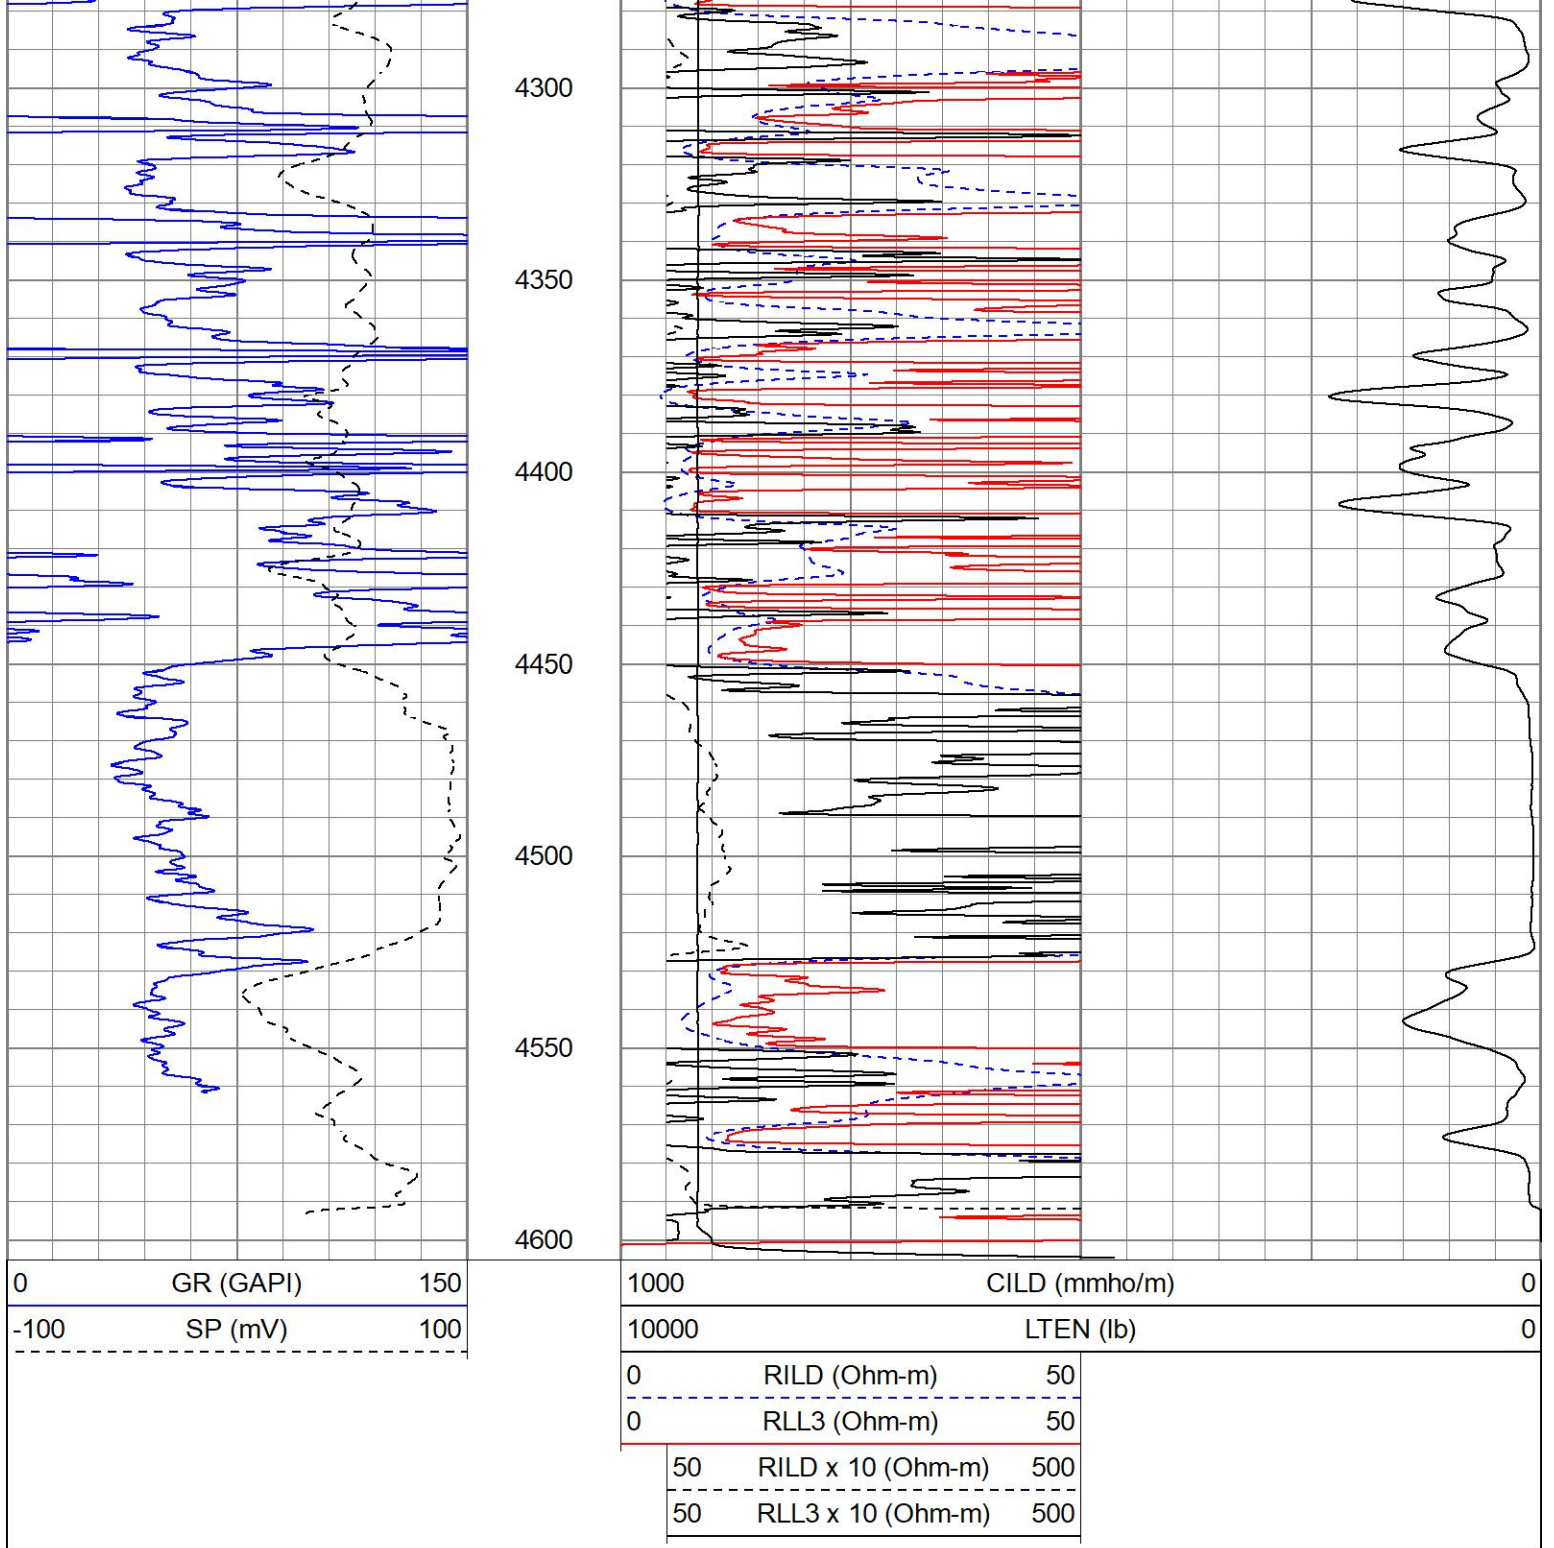 4300
4350
4400
4450
4500
4550
4600
0 GR (GAPI) 150
-100 SP (mV) 100
1000 CILD (mmho/m) 0
10000 LTEN (lb) 0
0 RILD (Ohm-m) 50
0 RLL3 (Ohm-m) 50
50 RILD x 10 (Ohm-m) 500
50 RLL3 x 10 (Ohm-m) 500